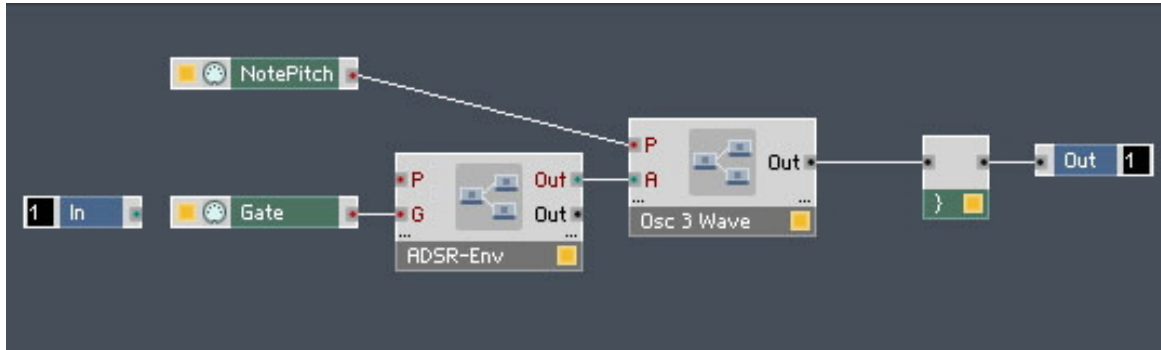 NotePitch
1 In
Gate
P Out
G Out
...
...
ADSR-Env
P
A
Out
...
...
Osc 3 Wave
}
Out 1